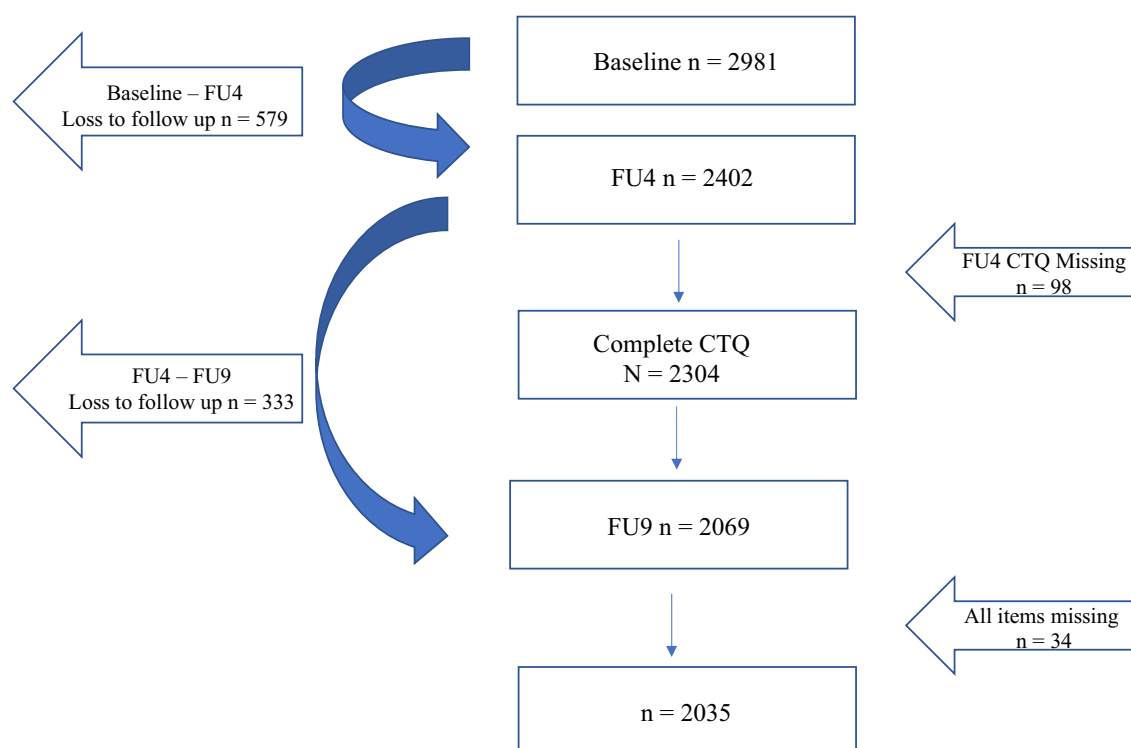 Baseline n = 2981
Baseline – FU4
Loss to follow up n = 579
FU4 n = 2402
FU4 CTQ Missing
n = 98
Complete CTQ
N = 2304
FU4 – FU9
Loss to follow up n = 333
FU9 n = 2069
All items missing
n = 34
n = 2035